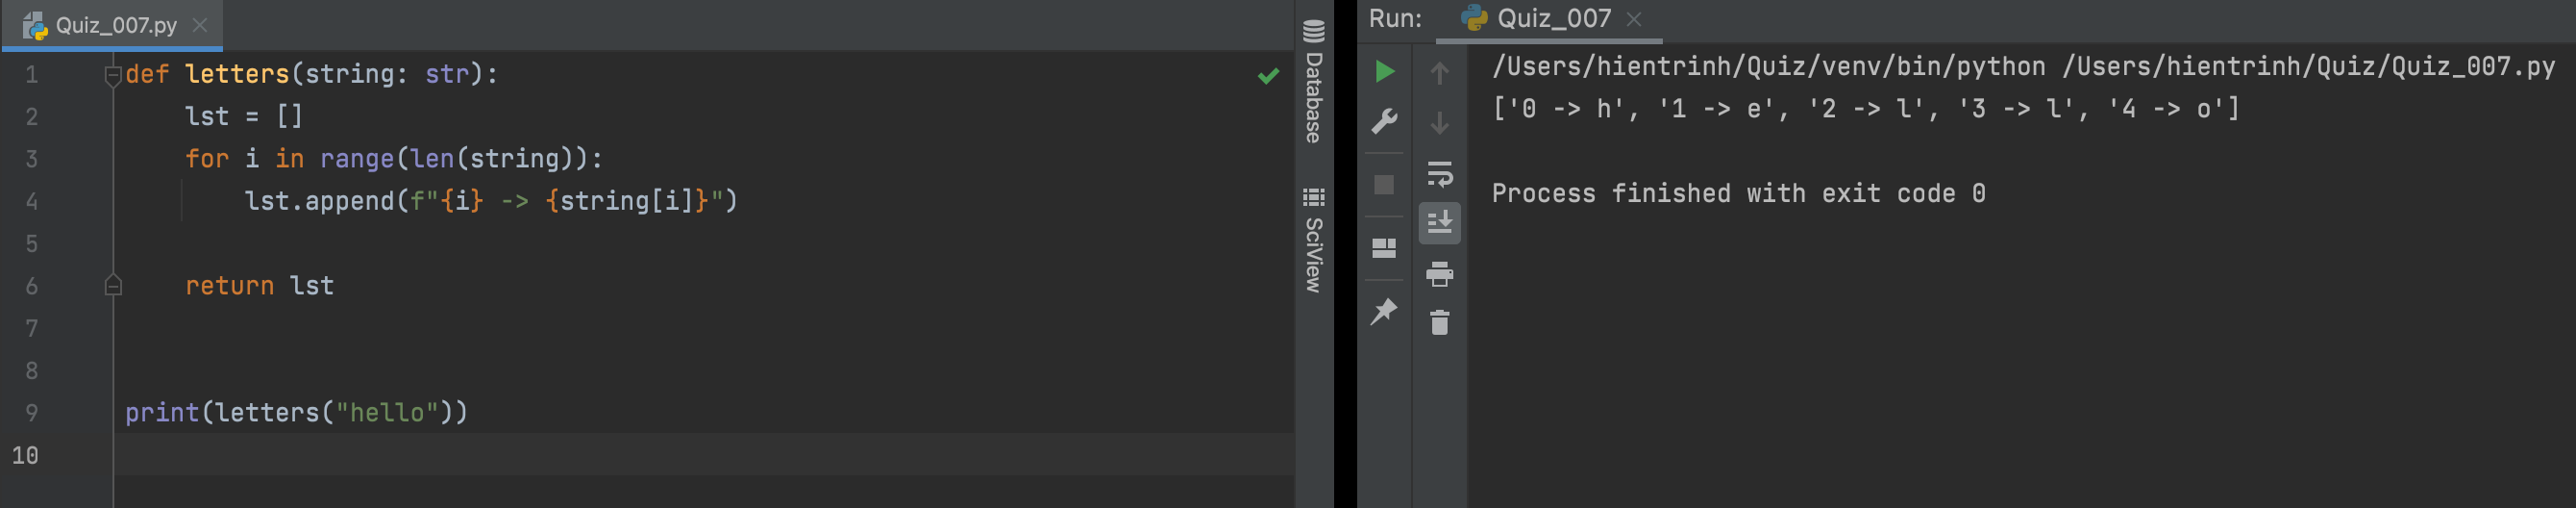 Quiz_007.py
1 def letters(string: str):
2     lst = []
3     for i in range(len(string)):
4         lst.append(f"{i} -> {string[i]}")
5
6     return lst
7
8
9 print(letters("hello"))
10
Database
SciView
Run: Quiz_007
/Users/hientrinh/Quiz/venv/bin/python /Users/hientrinh/Quiz/Quiz_007.py
['0 -> h', '1 -> e', '2 -> l', '3 -> l', '4 -> o']
Process finished with exit code 0